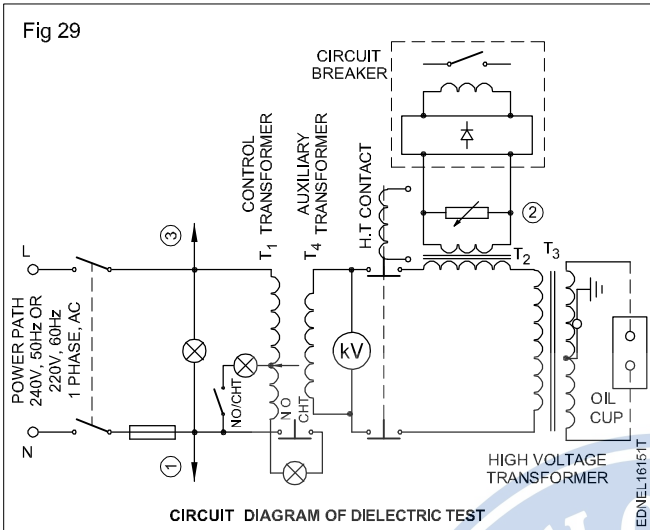 Fig 29
CIRCUIT
BREAKER
CONTROL
TRANSFORMER
AUXILIARY
TRANSFORMER
H.T CONTACT
T1
T4
T2
T3
3
2
1
L
N
POWER PATH
240V, 50Hz OR
220V, 60Hz
1 PHASE, AC
kV
NO/CHT
NO
CHT
OIL
CUP
HIGH VOLTAGE
TRANSFORMER
CIRCUIT DIAGRAM OF DIELECTRIC TEST
EDNEL16151T